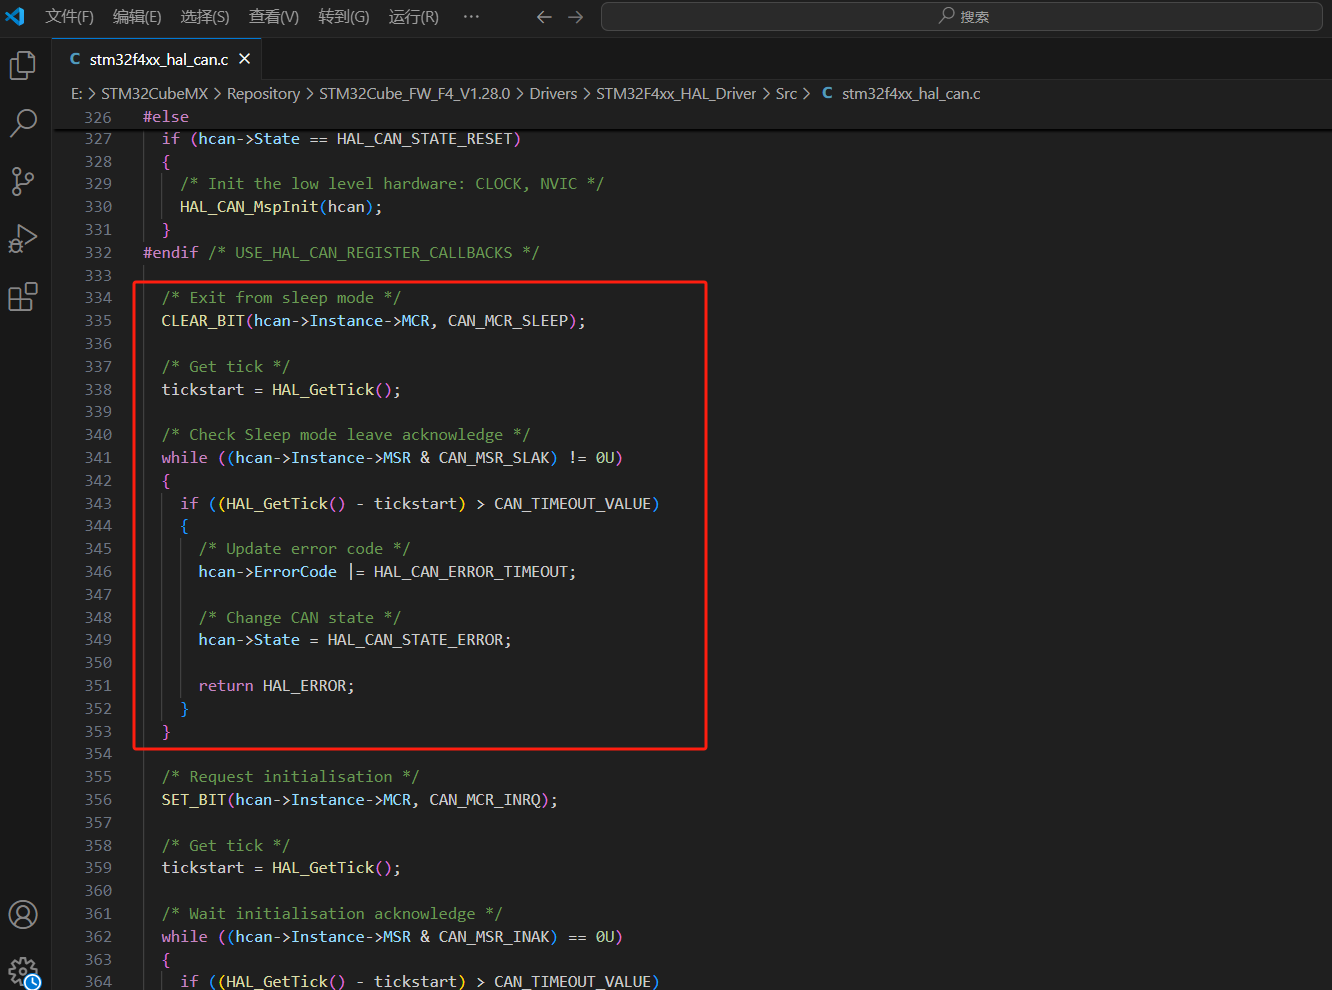 文件(F) 编辑(E) 选择(S) 查看(V) 转到(G) 运行(R) ··· 搜索
C stm32f4xx_hal_can.c
E: > STM32CubeMX > Repository > STM32Cube_FW_F4_V1.28.0 > Drivers > STM32F4xx_HAL_Driver > Src > C stm32f4xx_hal_can.c
326 #else
327 if (hcan->State == HAL_CAN_STATE_RESET)
328 {
329 /* Init the low level hardware: CLOCK, NVIC */
330 HAL_CAN_MspInit(hcan);
331 }
332 #endif /* USE_HAL_CAN_REGISTER_CALLBACKS */
333
334 /* Exit from sleep mode */
335 CLEAR_BIT(hcan->Instance->MCR, CAN_MCR_SLEEP);
336
337 /* Get tick */
338 tickstart = HAL_GetTick();
339
340 /* Check Sleep mode leave acknowledge */
341 while ((hcan->Instance->MSR & CAN_MSR_SLAK) != 0U)
342 {
343 if ((HAL_GetTick() - tickstart) > CAN_TIMEOUT_VALUE)
344 {
345 /* Update error code */
346 hcan->ErrorCode |= HAL_CAN_ERROR_TIMEOUT;
347
348 /* Change CAN state */
349 hcan->State = HAL_CAN_STATE_ERROR;
350
351 return HAL_ERROR;
352 }
353 }
354
355 /* Request initialisation */
356 SET_BIT(hcan->Instance->MCR, CAN_MCR_INRQ);
357
358 /* Get tick */
359 tickstart = HAL_GetTick();
360
361 /* Wait initialisation acknowledge */
362 while ((hcan->Instance->MSR & CAN_MSR_INAK) == 0U)
363 {
364 if ((HAL_GetTick() - tickstart) > CAN_TIMEOUT_VALUE)